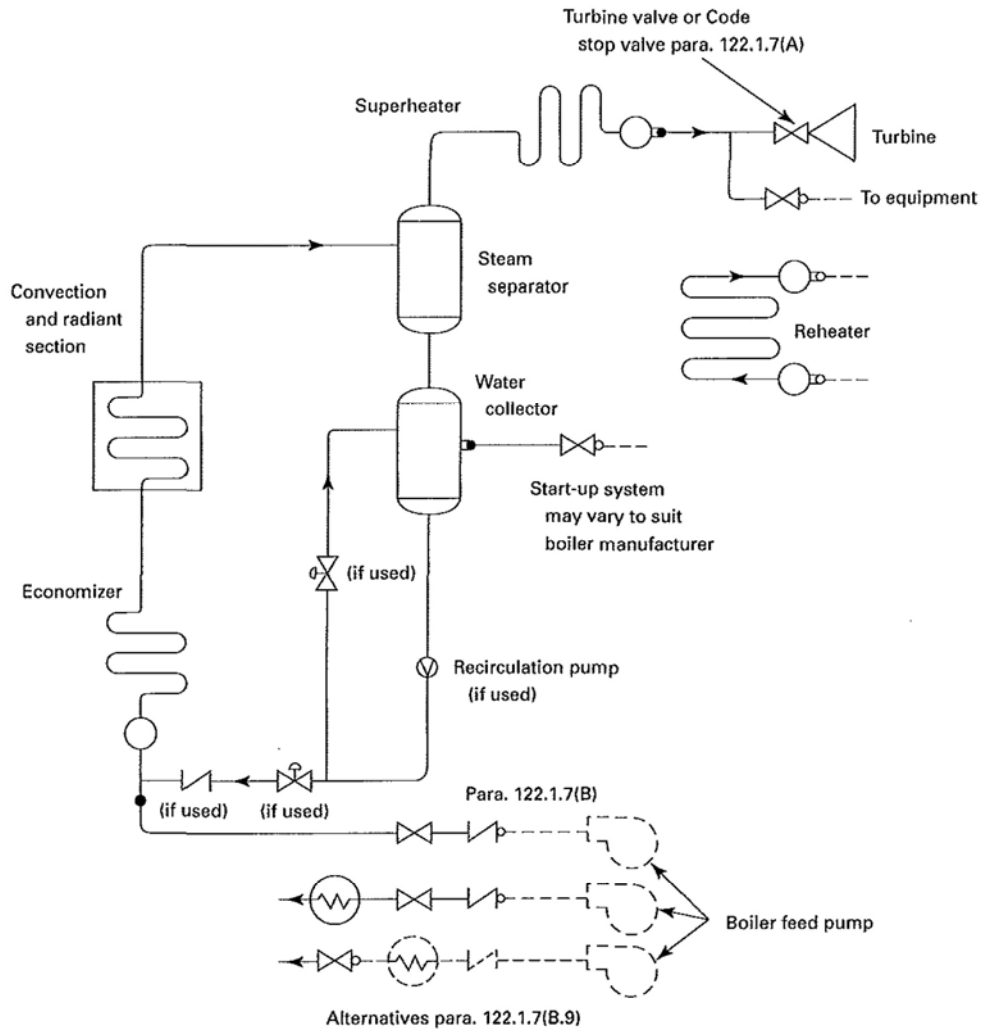 Turbine valve or Code
stop valve para. 122.1.7(A)
Superheater
Turbine
To equipment
Steam
separator
Convection
and radiant
section
Reheater
Water
collector
Start-up system
may vary to suit
boiler manufacturer
(if used)
Economizer
Recirculation pump
(if used)
(if used)
(if used)
Para. 122.1.7(B)
Boiler feed pump
Alternatives para. 122.1.7(B.9)